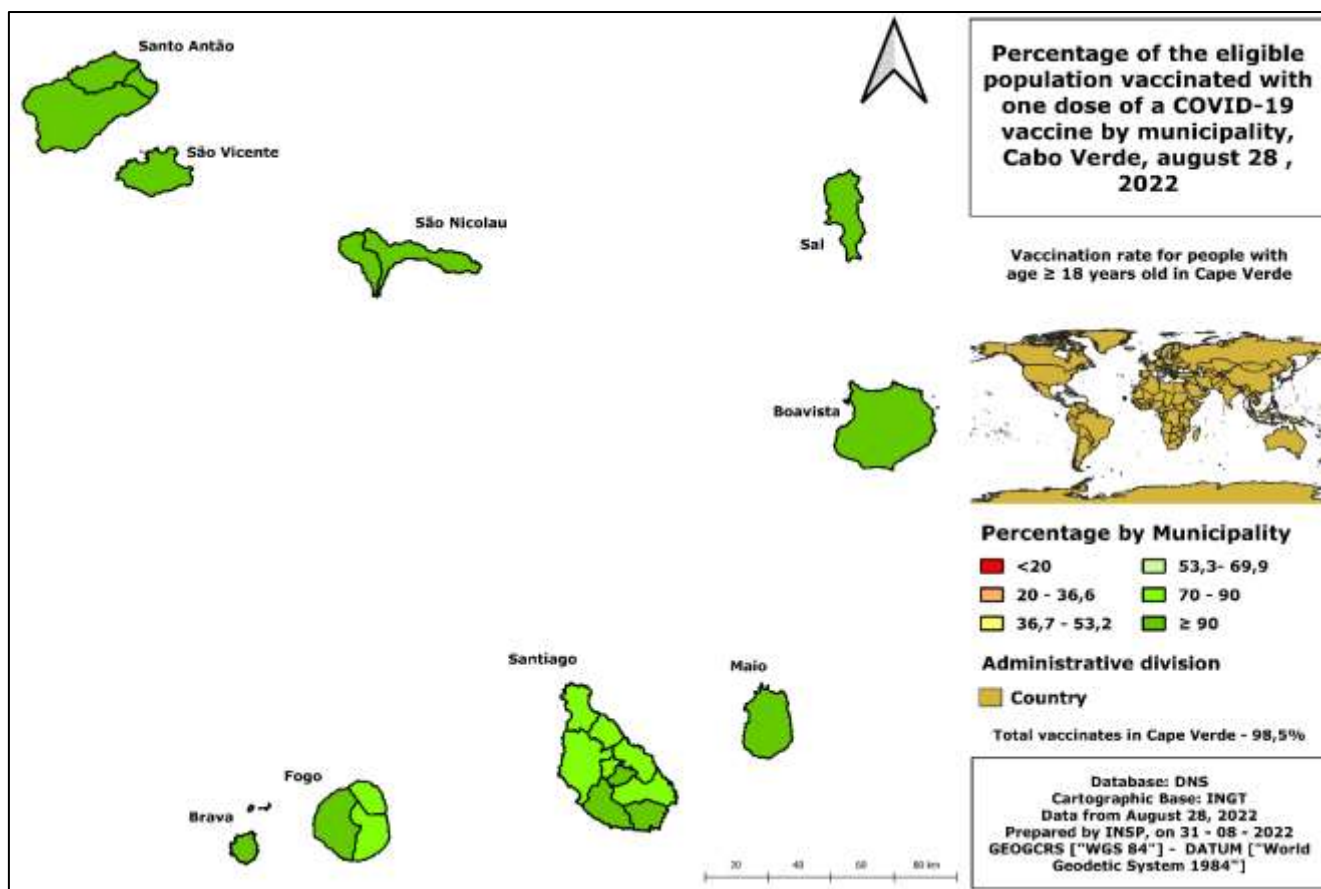 Santo Antão
São Vicente
São Nicolau
Sal
Boavista
Santiago
Maio
Fogo
Brava
20 40 60 80 km
Percentage of the eligible
population vaccinated with
one dose of a COVID-19
vaccine by municipality,
Cabo Verde, august 28 ,
2022
Vaccination rate for people with
age ≥ 18 years old in Cape Verde
Percentage by Municipality
<20
20 - 36,6
36,7 - 53,2
53,3- 69,9
70 - 90
≥ 90
Administrative division
Country
Total vaccinates in Cape Verde - 98,5%
Database: DNS
Cartographic Base: INGT
Data from August 28, 2022
Prepared by INSP, on 31 - 08 - 2022
GEOGCRS ["WGS 84"] - DATUM ["World
Geodetic System 1984"]